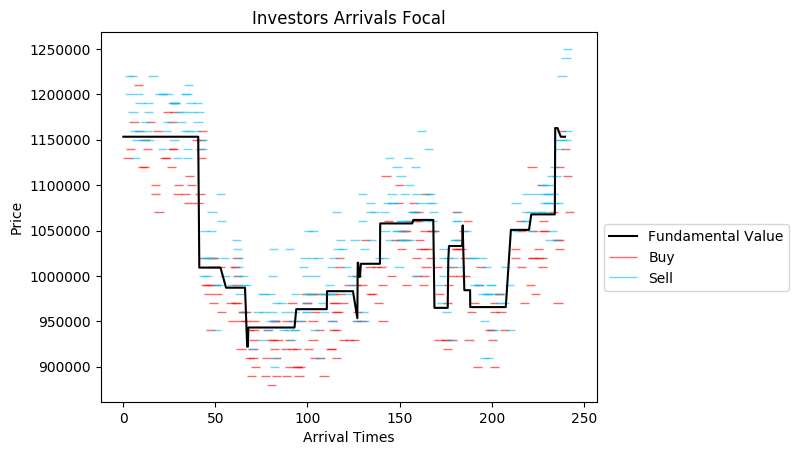 Investors Arrivals Focal
Price
1250000
1200000
1150000
1100000
1050000
1000000
950000
900000
0 50 100 150 200 250
Arrival Times
Fundamental Value
Buy
Sell